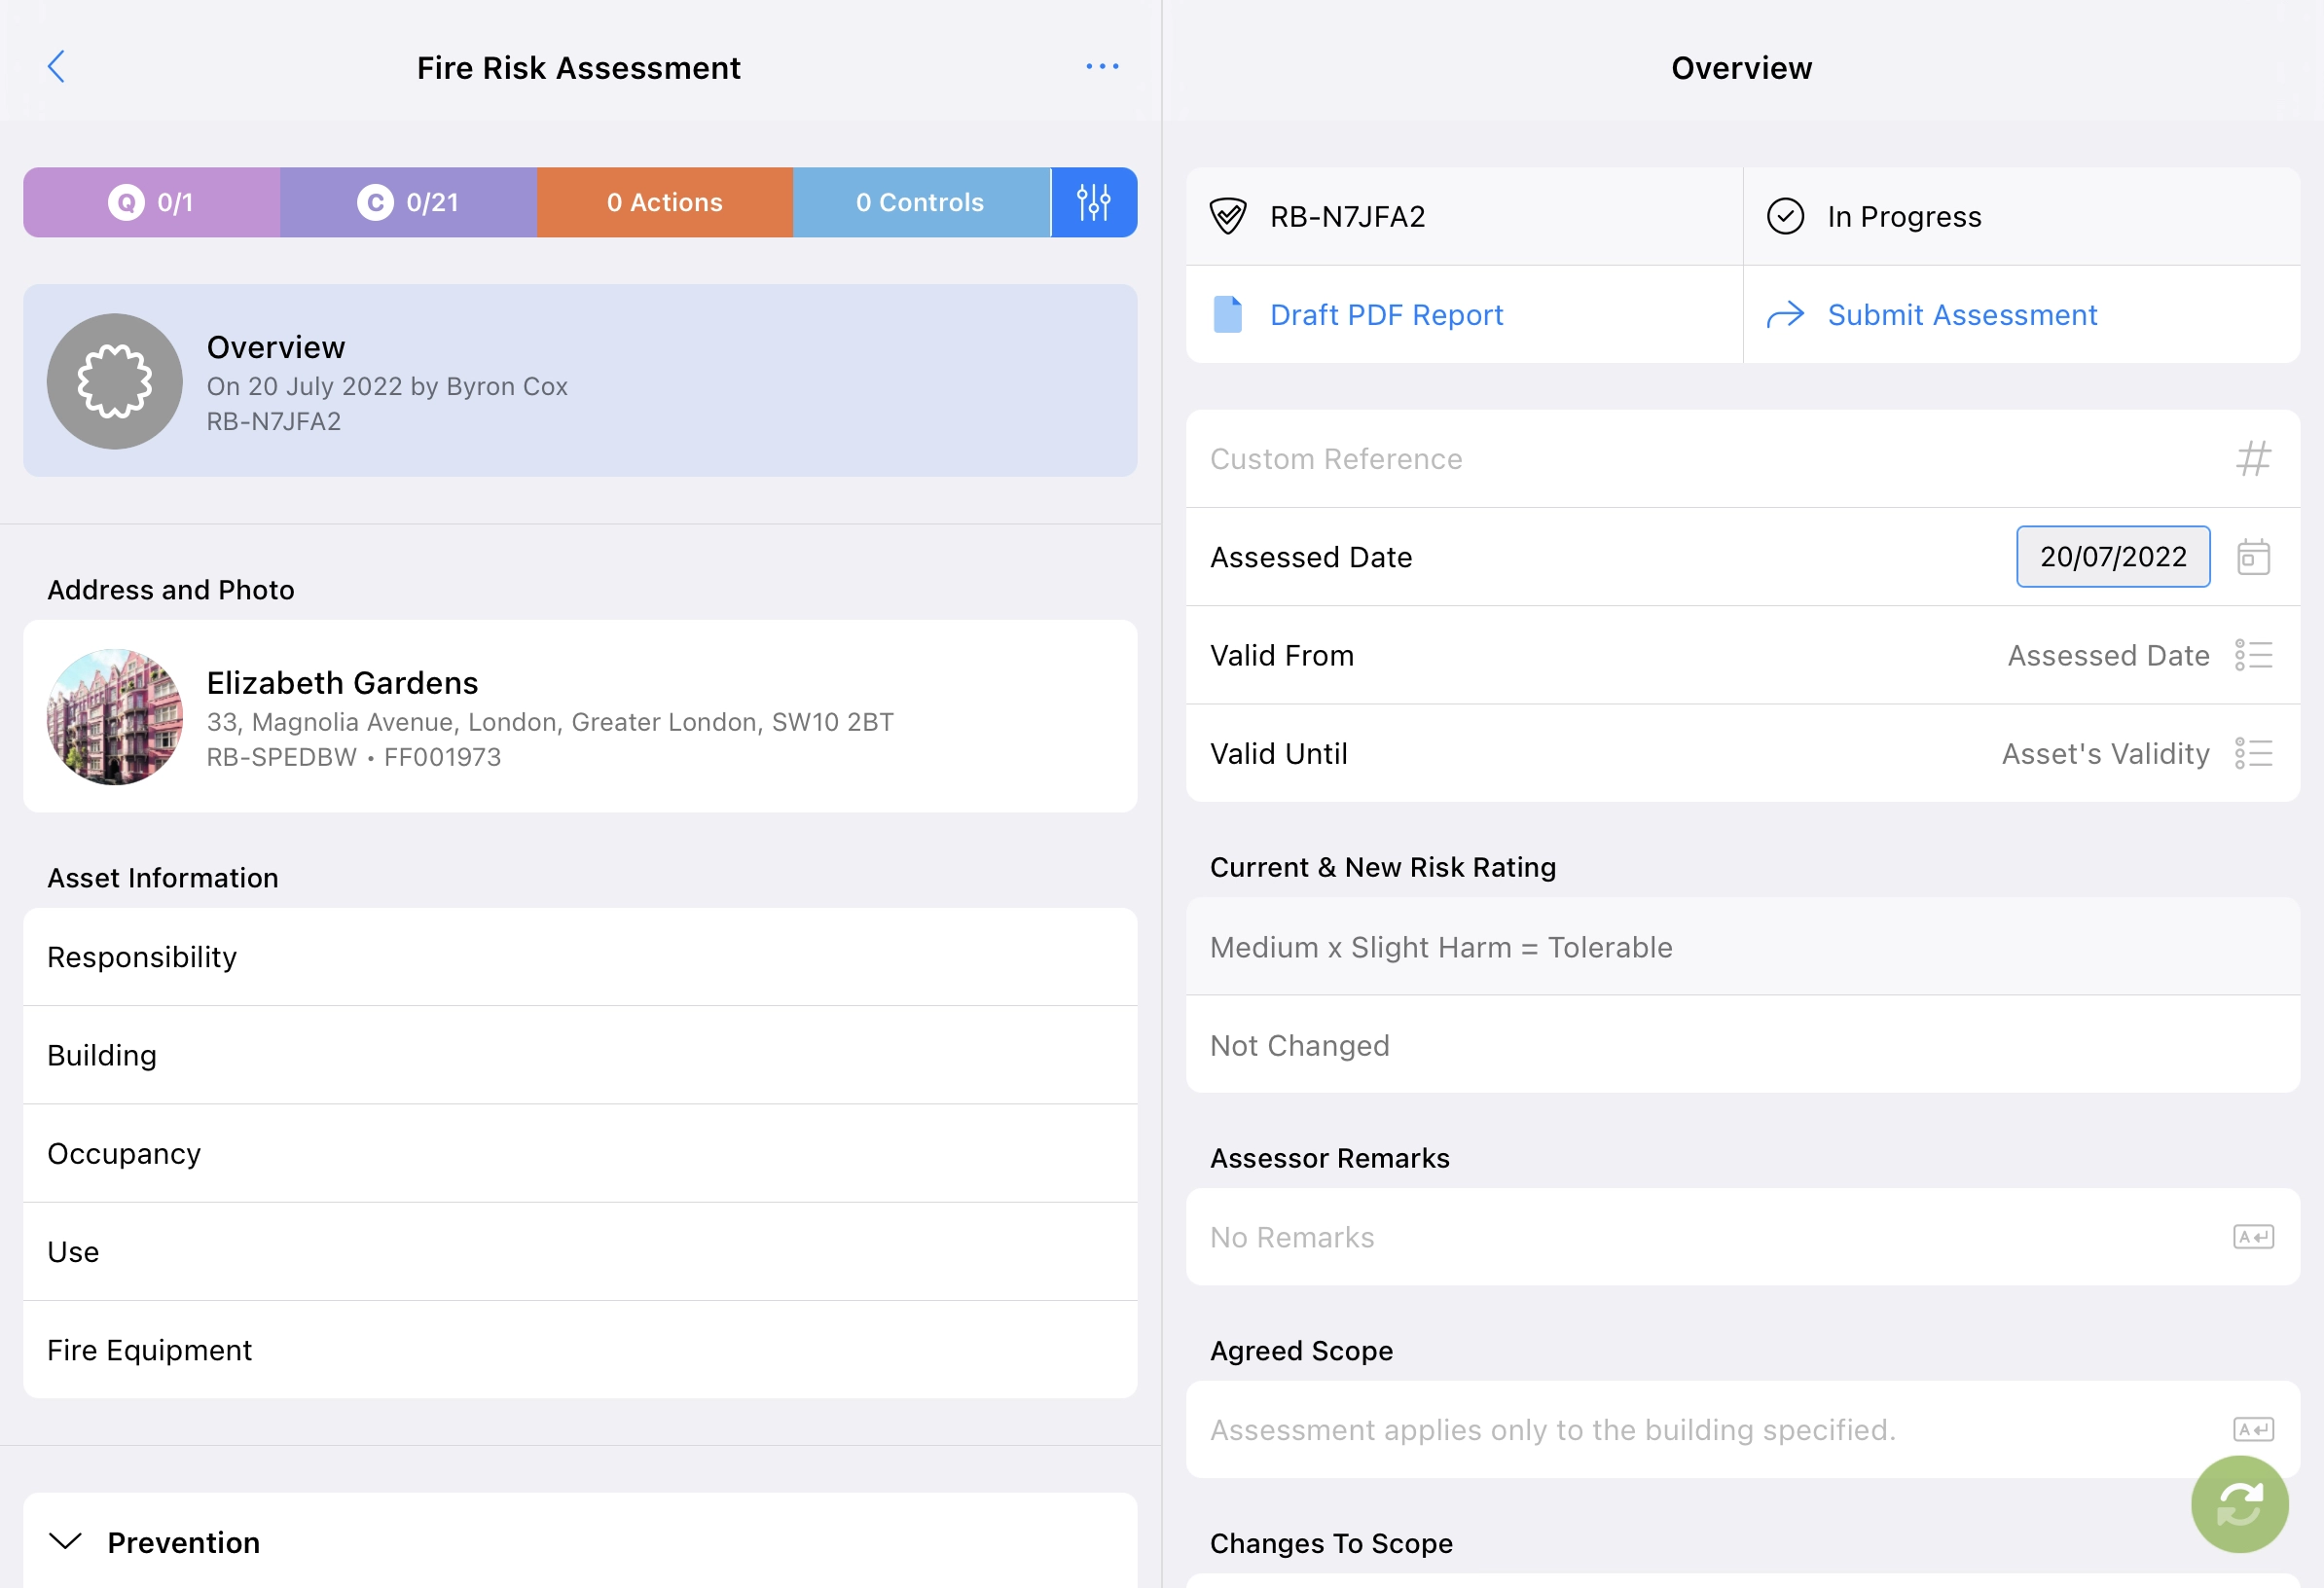 Fire Risk Assessment
Q 0/1
C 0/21
0 Actions
0 Controls
Overview
On 20 July 2022 by Byron Cox
RB-N7JFA2
Address and Photo
Elizabeth Gardens
33, Magnolia Avenue, London, Greater London, SW10 2BT
RB-SPEDBW • FF001973
Asset Information
Responsibility
Building
Occupancy
Use
Fire Equipment
Prevention
Overview
RB-N7JFA2
In Progress
Draft PDF Report
Submit Assessment
Custom Reference
Assessed Date 20/07/2022
Valid From Assessed Date
Valid Until Asset's Validity
Current & New Risk Rating
Medium x Slight Harm = Tolerable
Not Changed
Assessor Remarks
No Remarks
Agreed Scope
Assessment applies only to the building specified.
Changes To Scope